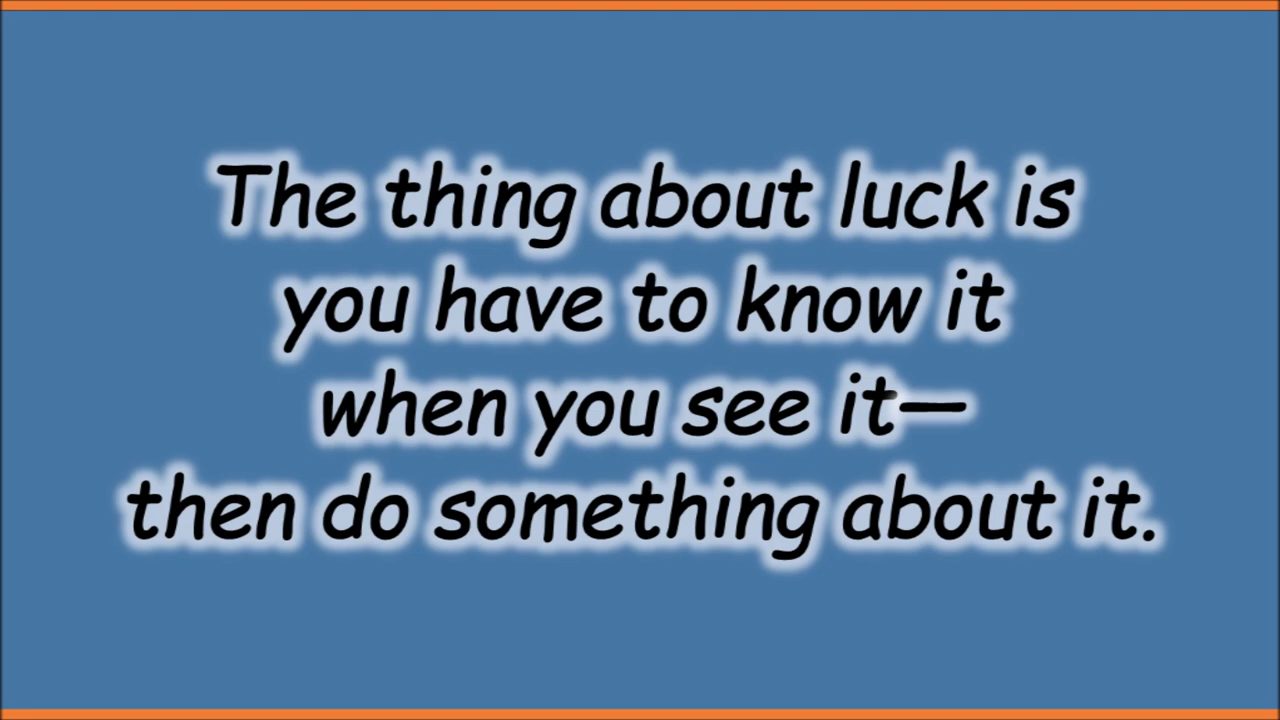 The thing about luck is
you have to know it
when you see it—
then do something about it.